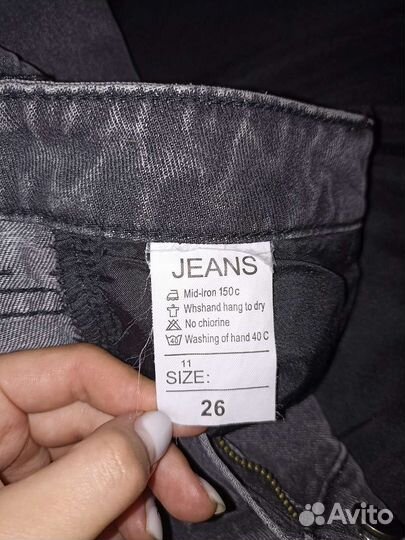 JEANS
Mid-iron 150 c
Whshand hang to dry
No chiorine
Washing of hand 40 C
11
SIZE:
26
Avito